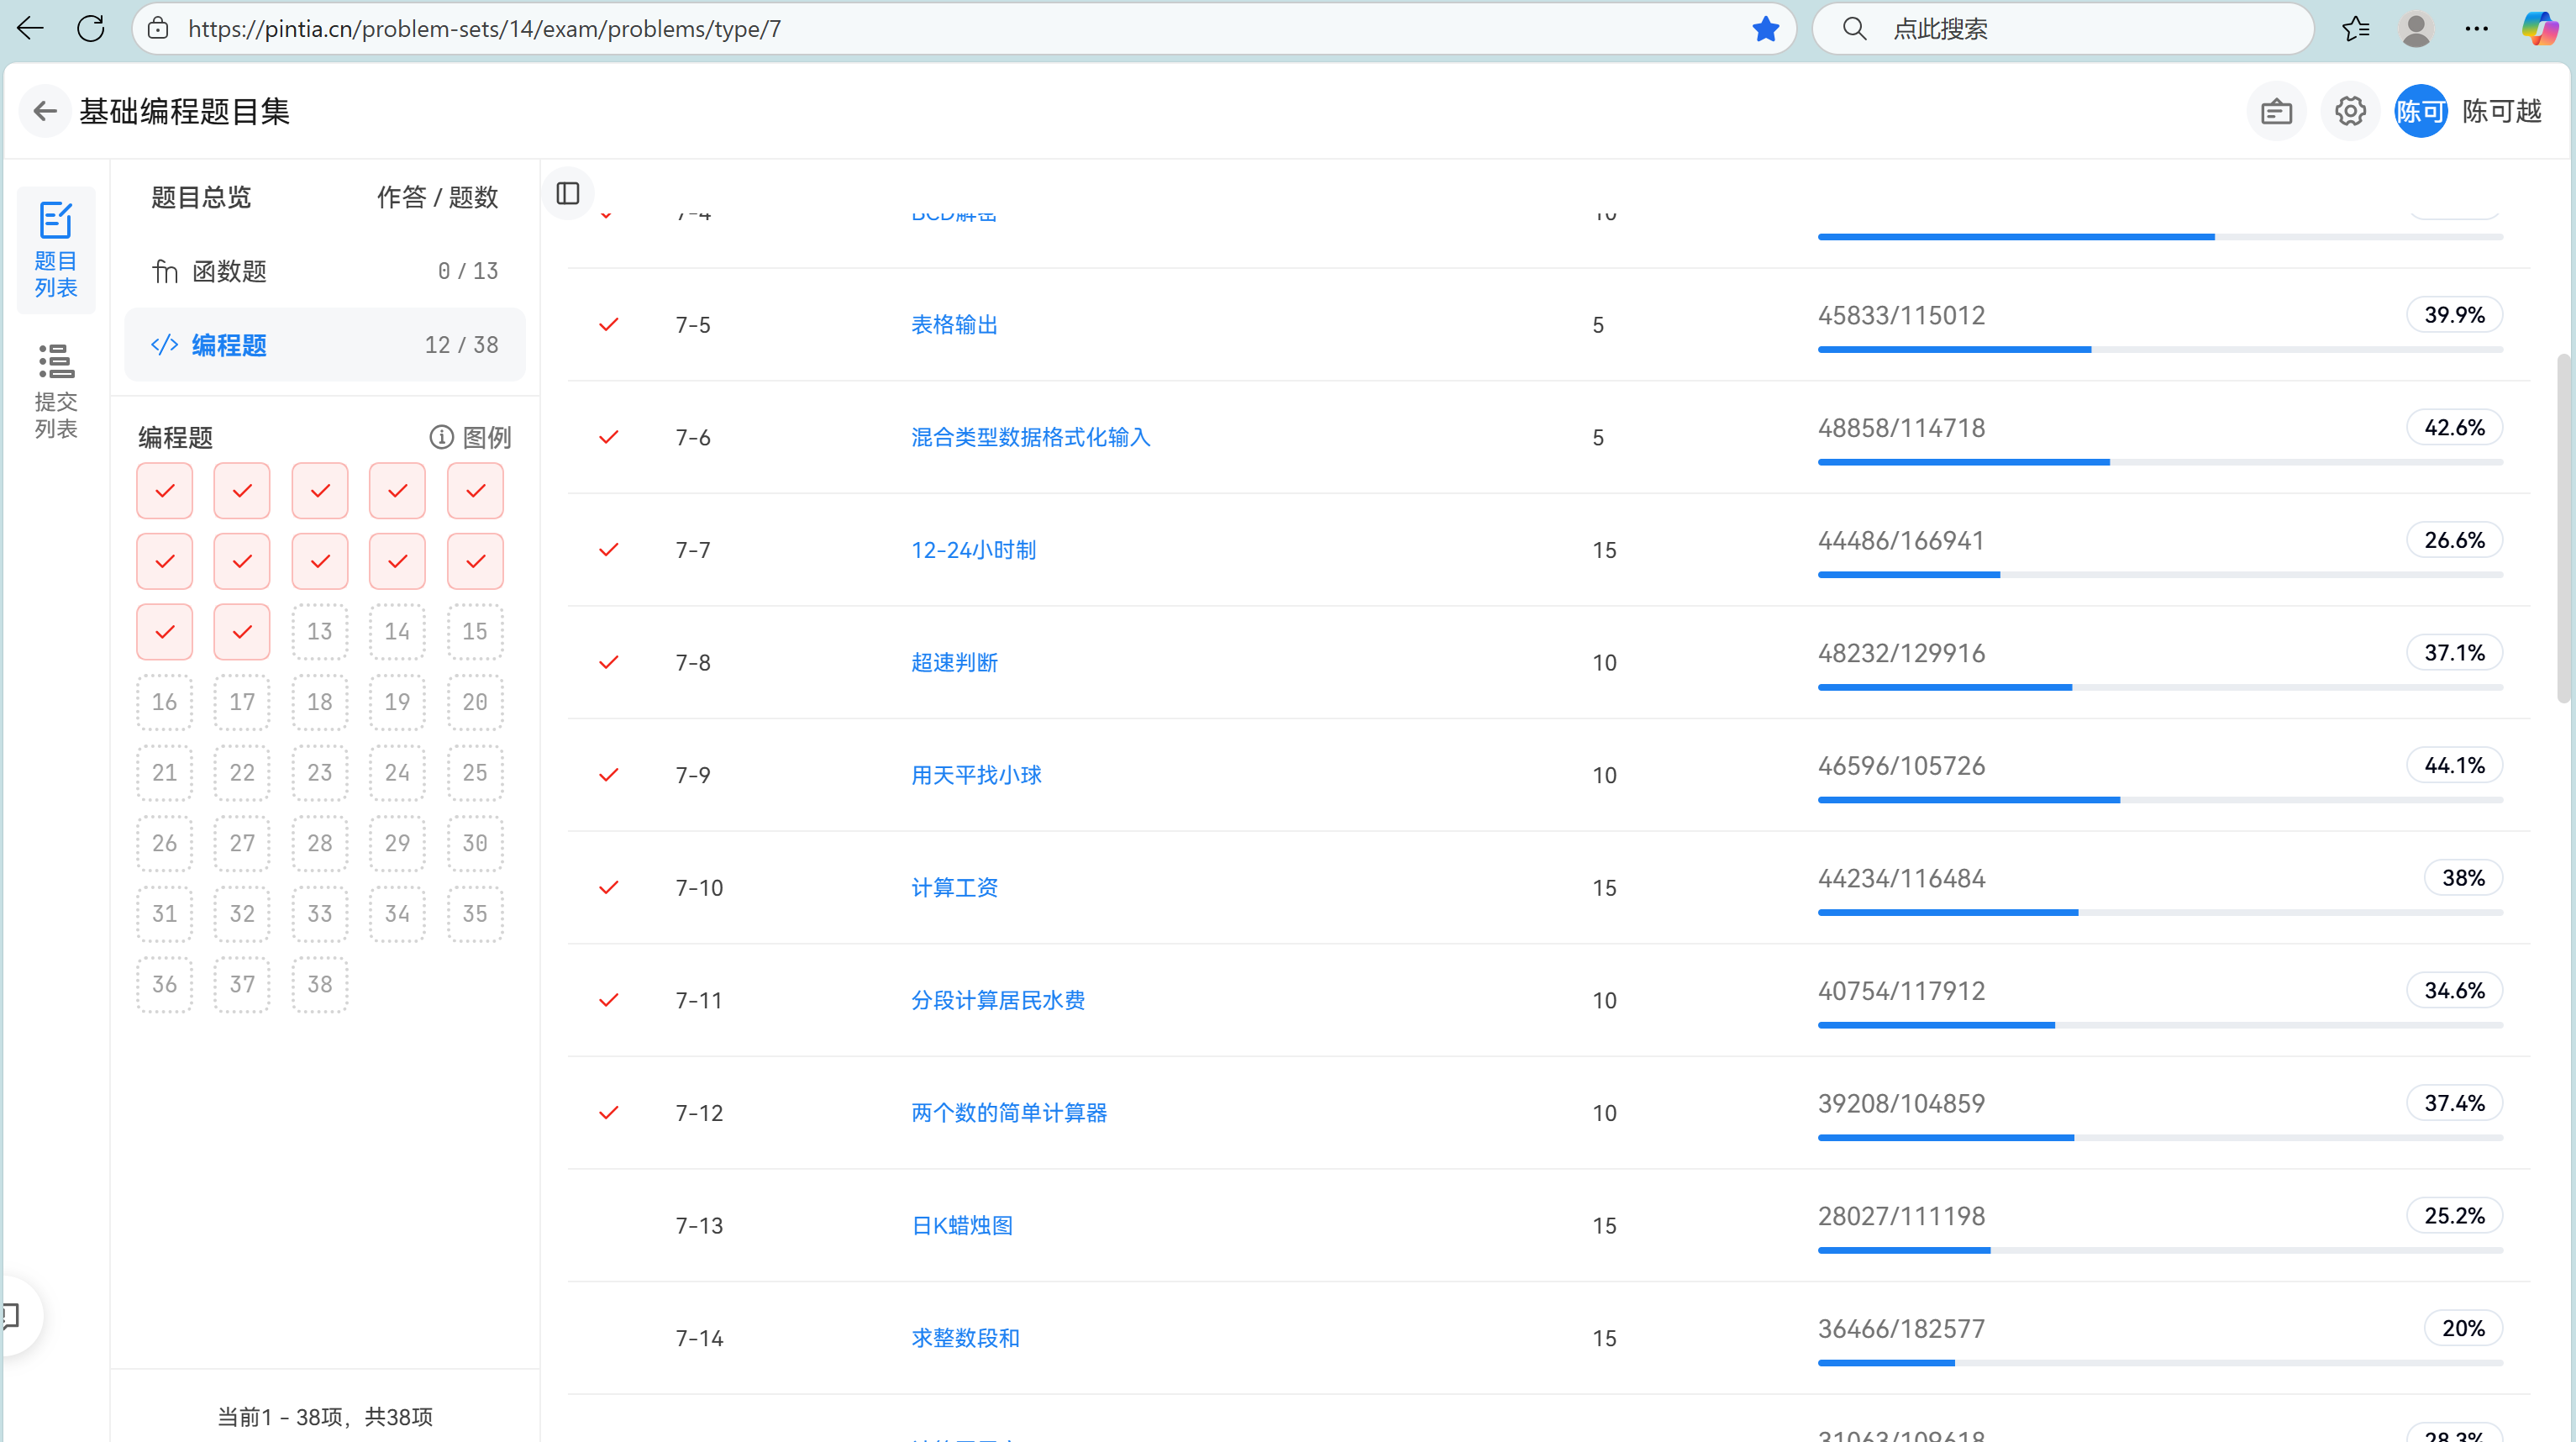 https://pintia.cn/problem-sets/14/exam/problems/type/7
点此搜索
基础编程题目集
陈可
陈可越
题目列表
提交列表
题目总览 作答 / 题数
函数题 0 / 13
编程题 12 / 38
编程题 图例
13 14 15
16 17 18 19 20
21 22 23 24 25
26 27 28 29 30
31 32 33 34 35
36 37 38
当前1 - 38项，共38项
7-4 BCD解密 10
7-5 表格输出 5 45833/115012 39.9%
7-6 混合类型数据格式化输入 5 48858/114718 42.6%
7-7 12-24小时制 15 44486/166941 26.6%
7-8 超速判断 10 48232/129916 37.1%
7-9 用天平找小球 10 46596/105726 44.1%
7-10 计算工资 15 44234/116484 38%
7-11 分段计算居民水费 10 40754/117912 34.6%
7-12 两个数的简单计算器 10 39208/104859 37.4%
7-13 日K蜡烛图 15 28027/111198 25.2%
7-14 求整数段和 15 36466/182577 20%
31063/109618 28.3%